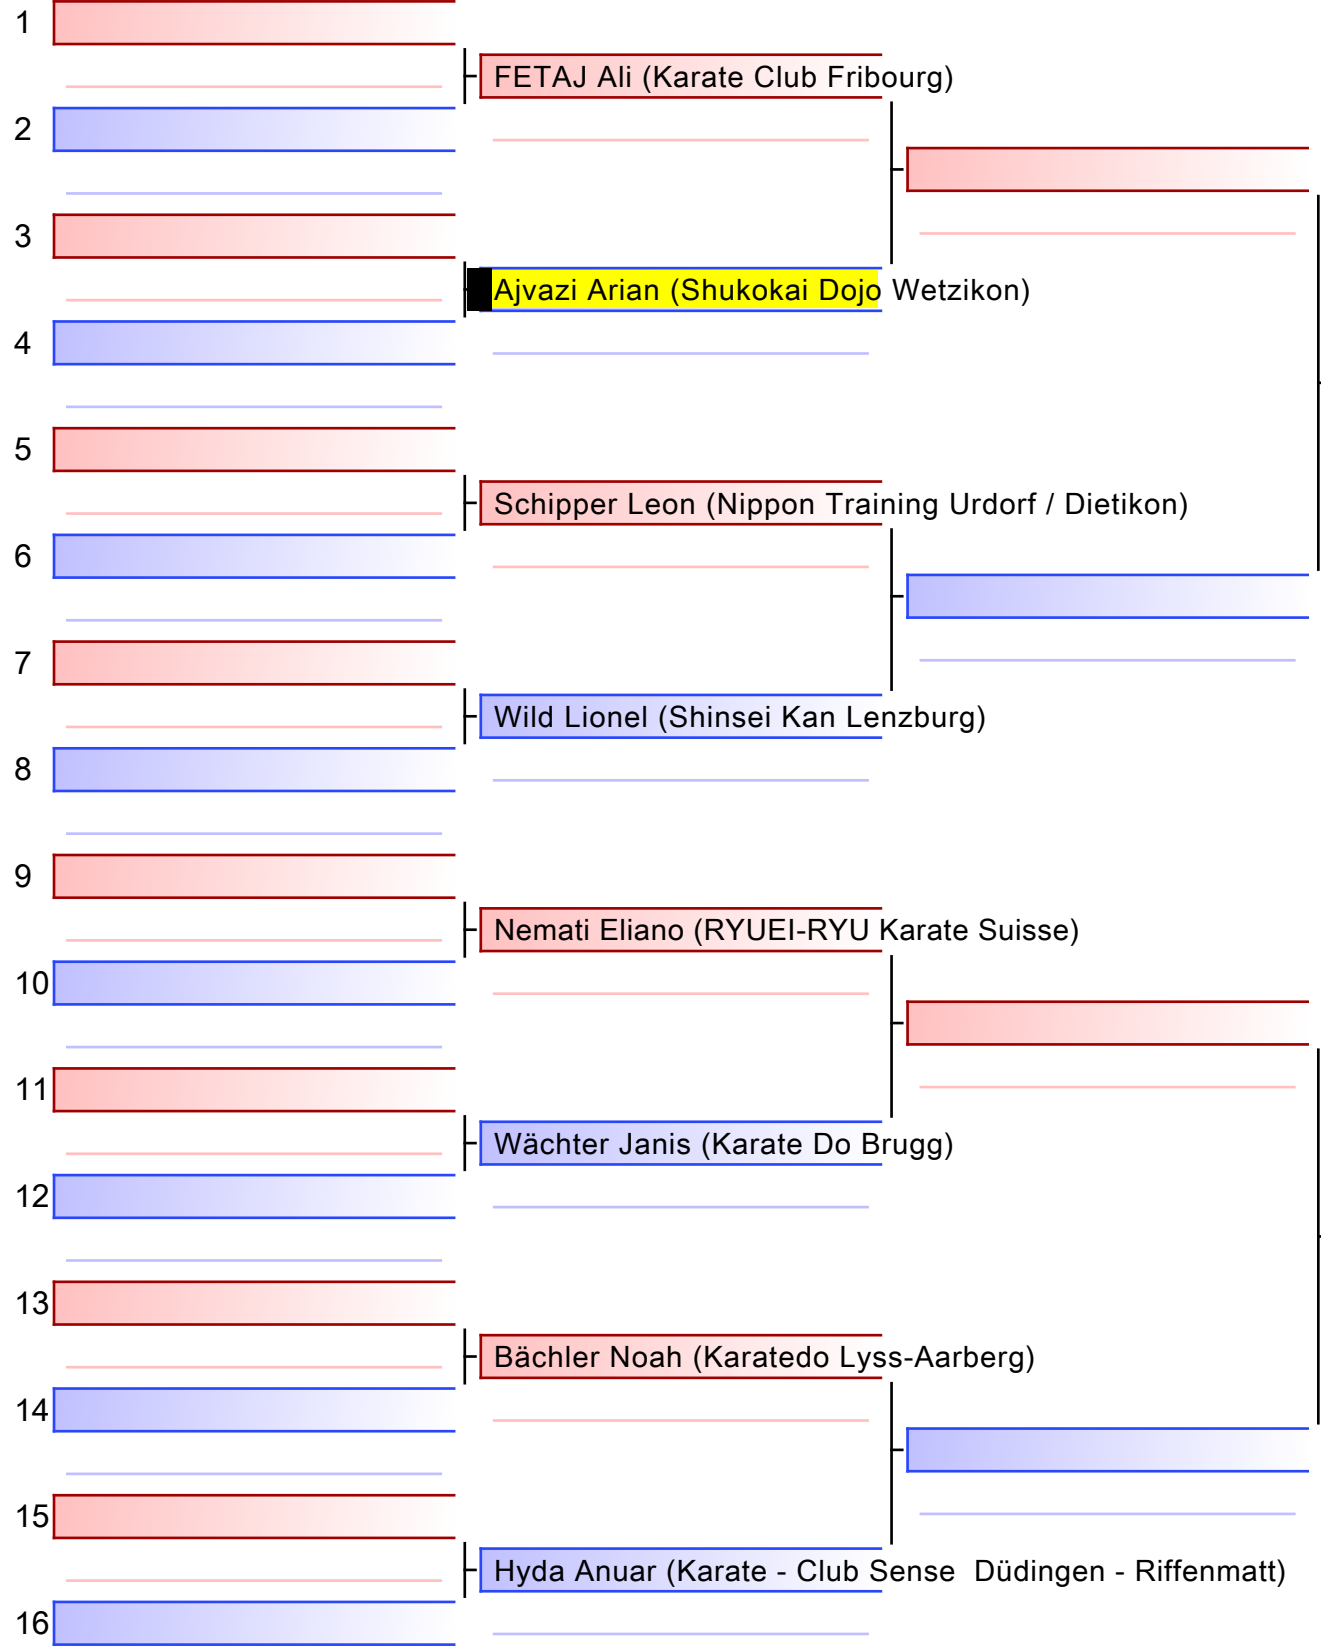 1
FETAJ Ali (Karate Club Fribourg)
2
3
Ajvazi Arian (Shukokai Dojo Wetzikon)
4
5
Schipper Leon (Nippon Training Urdorf / Dietikon)
6
7
Wild Lionel (Shinsei Kan Lenzburg)
8
9
Nemati Eliano (RYUEI-RYU Karate Suisse)
10
11
Wächter Janis (Karate Do Brugg)
12
13
Bächler Noah (Karatedo Lyss-Aarberg)
14
15
Hyda Anuar (Karate - Club Sense  Düdingen - Riffenmatt)
16